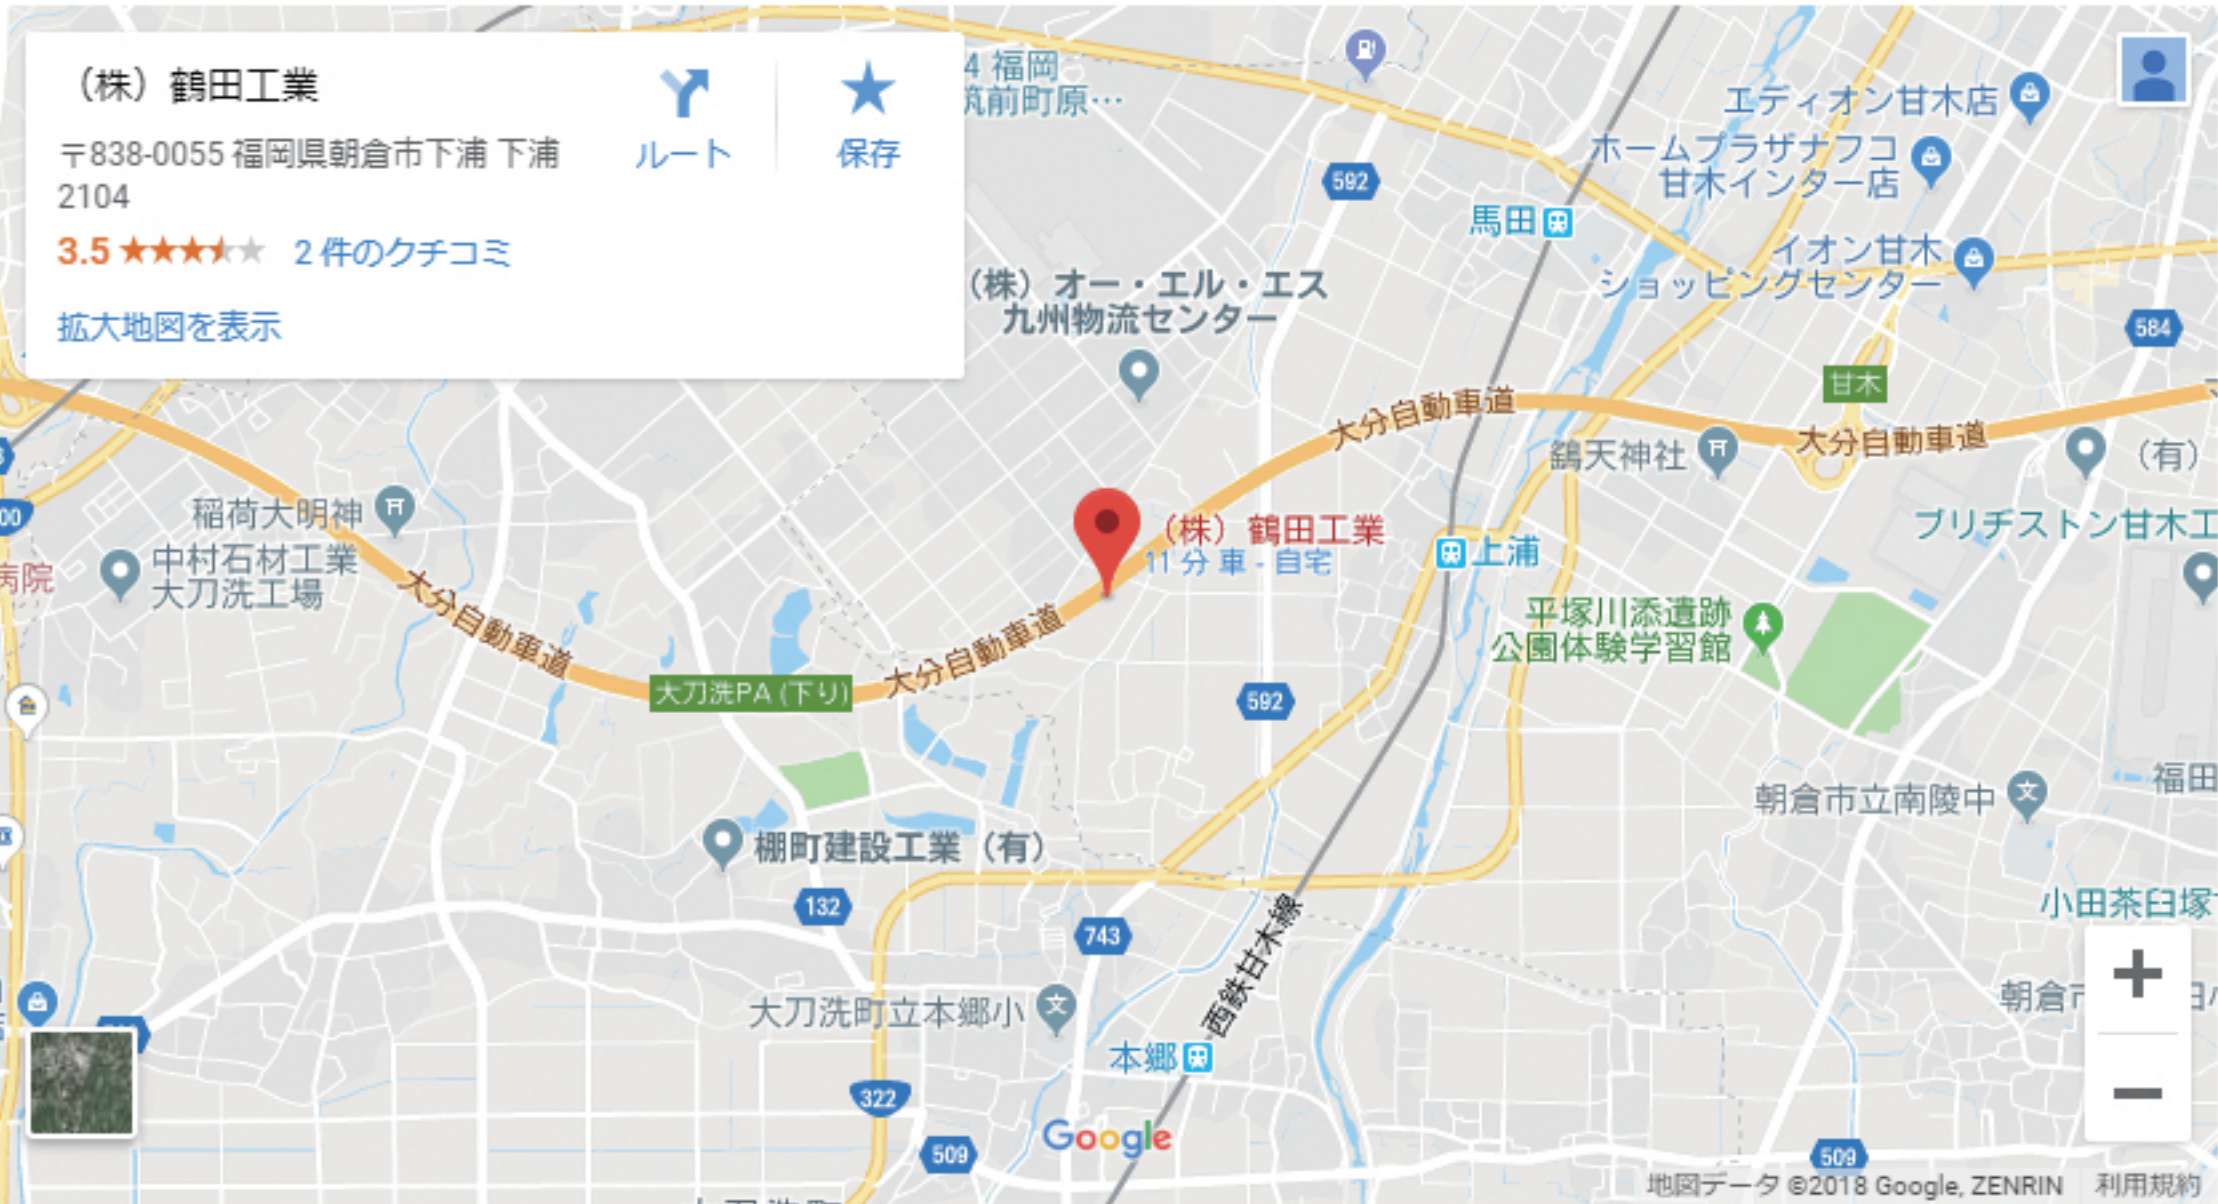 （株）鶴田工業
〒838-0055 福岡県朝倉市下浦 下浦
2104
3.5
2 件のクチコミ
拡大地図を表示
ルート
保存
4 福岡
筑前町原…
592
馬田
エディオン甘木店
ホームプラザナフコ
甘木インター店
イオン甘木
ショッピングセンター
584
（株）オー・エル・エス
九州物流センター
甘木
大分自動車道
大分自動車道
鷂天神社
（有）
ブリヂストン甘木工
稲荷大明神
中村石材工業
大刀洗工場
病院
00
大分自動車道
（株）鶴田工業
11 分 車 - 自宅
上浦
平塚川添遺跡
公園体験学習館
大分自動車道
大刀洗PA (下り)
592
朝倉市立南陵中
福田
棚町建設工業（有）
132
743
西鉄甘木線
小田茶臼塚
朝倉市
大刀洗町立本郷小
本郷
322
509
509
Google
地図データ ©2018 Google, ZENRIN
利用規約